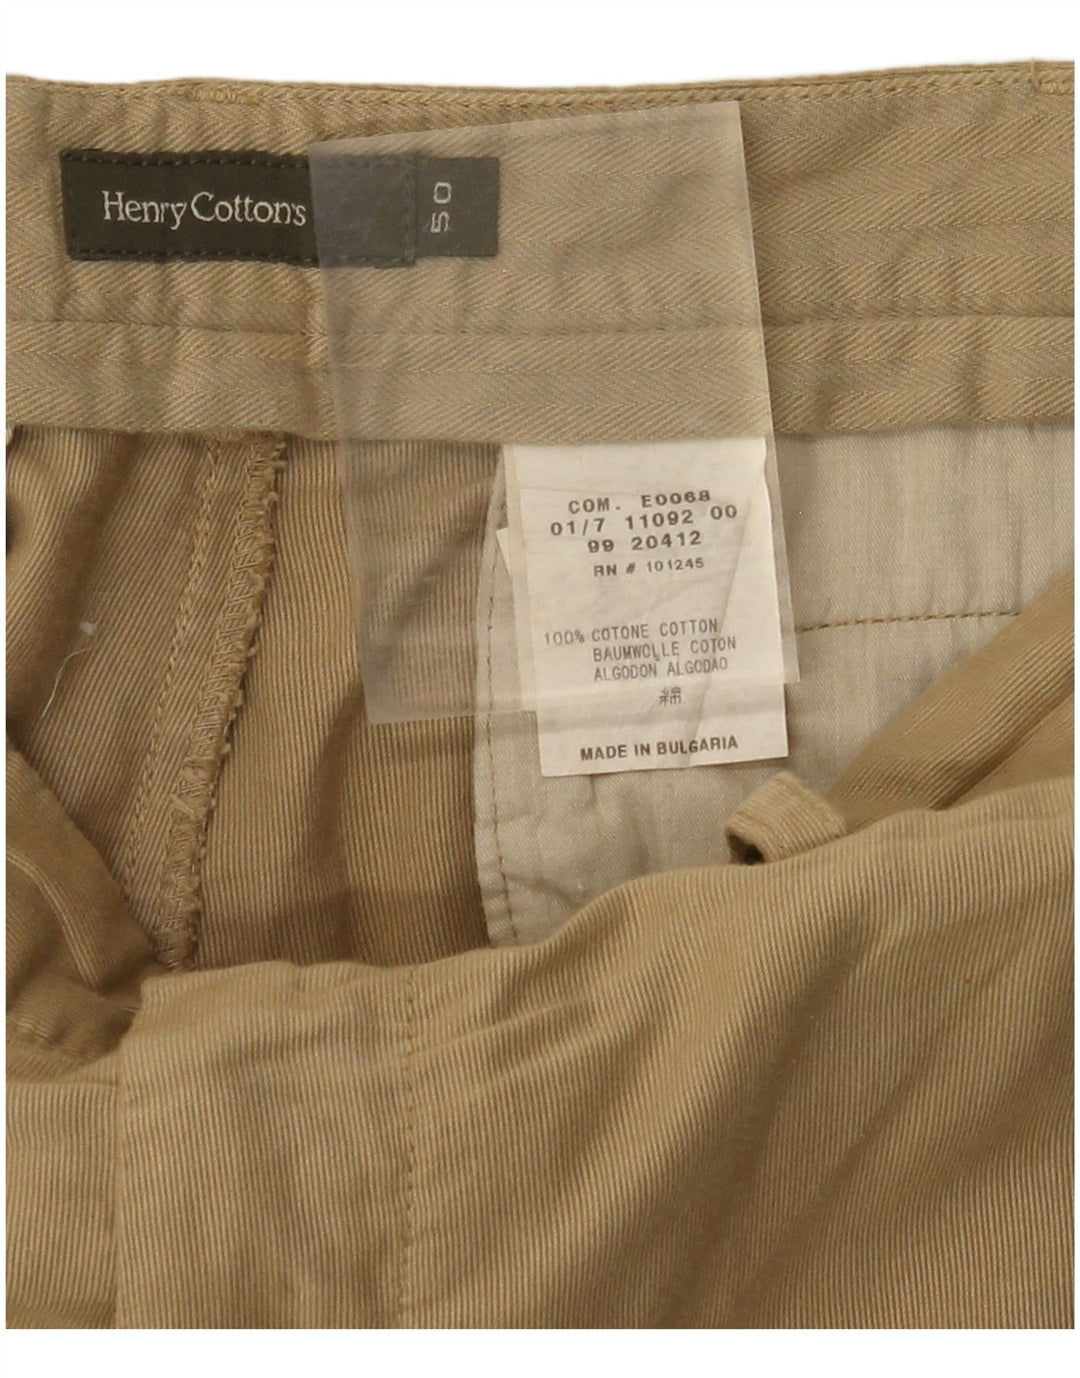 Henry Cotton's
50
COM. E0068
01/7 11092 00
99 20412
RN # 101245
100% COTONE COTTON
BAUMWOLLE COTON
ALGODON ALGODAO
綿
MADE IN BULGARIA